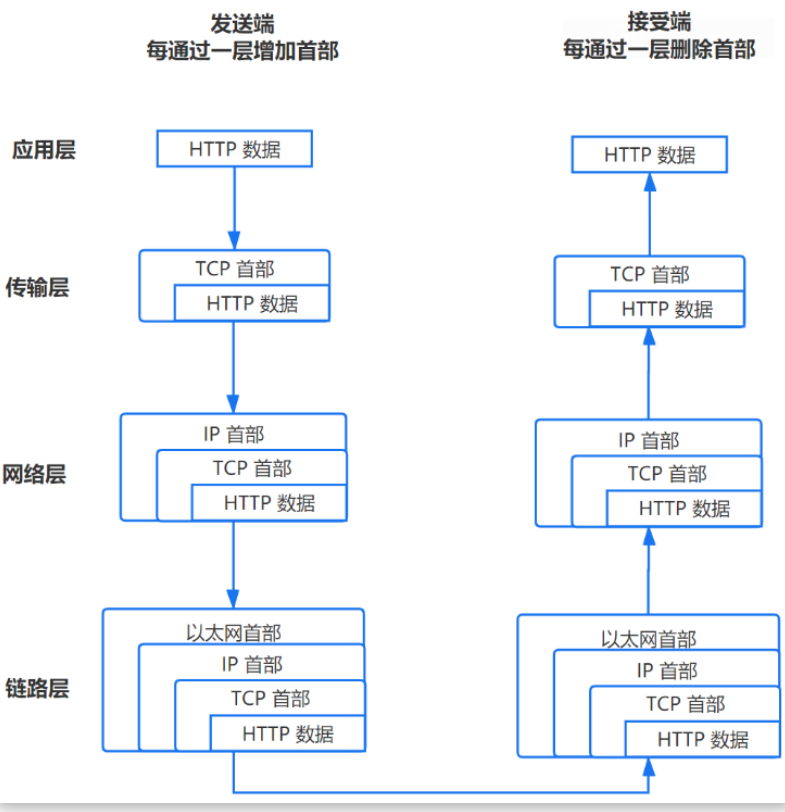 发送端
每通过一层增加首部
接受端
每通过一层删除首部
应用层
HTTP 数据
HTTP 数据
传输层
TCP 首部
HTTP 数据
TCP 首部
HTTP 数据
网络层
IP 首部
TCP 首部
HTTP 数据
IP 首部
TCP 首部
HTTP 数据
链路层
以太网首部
IP 首部
TCP 首部
HTTP 数据
以太网首部
IP 首部
TCP 首部
HTTP 数据